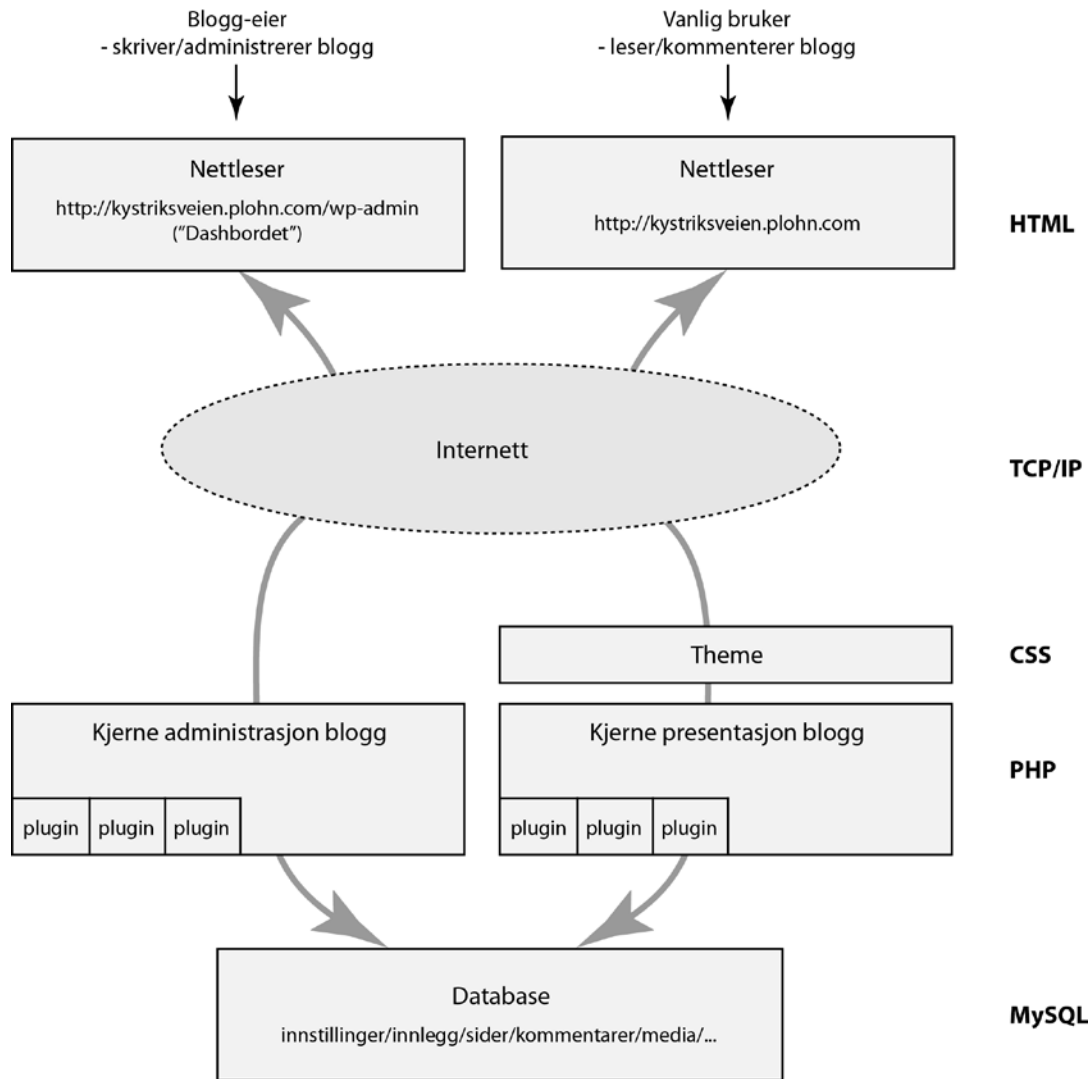 Blogg-eier
- skriver/administrerer blogg
Vanlig bruker
- leser/kommenterer blogg
Nettleser
http://kystriksveien.plohn.com/wp-admin
(“Dashbordet”)
Nettleser
http://kystriksveien.plohn.com
HTML
Internett
TCP/IP
Theme
CSS
Kjerne administrasjon blogg
plugin plugin plugin
Kjerne presentasjon blogg
plugin plugin plugin
PHP
Database
innstillinger/innlegg/sider/kommentarer/media/...
MySQL